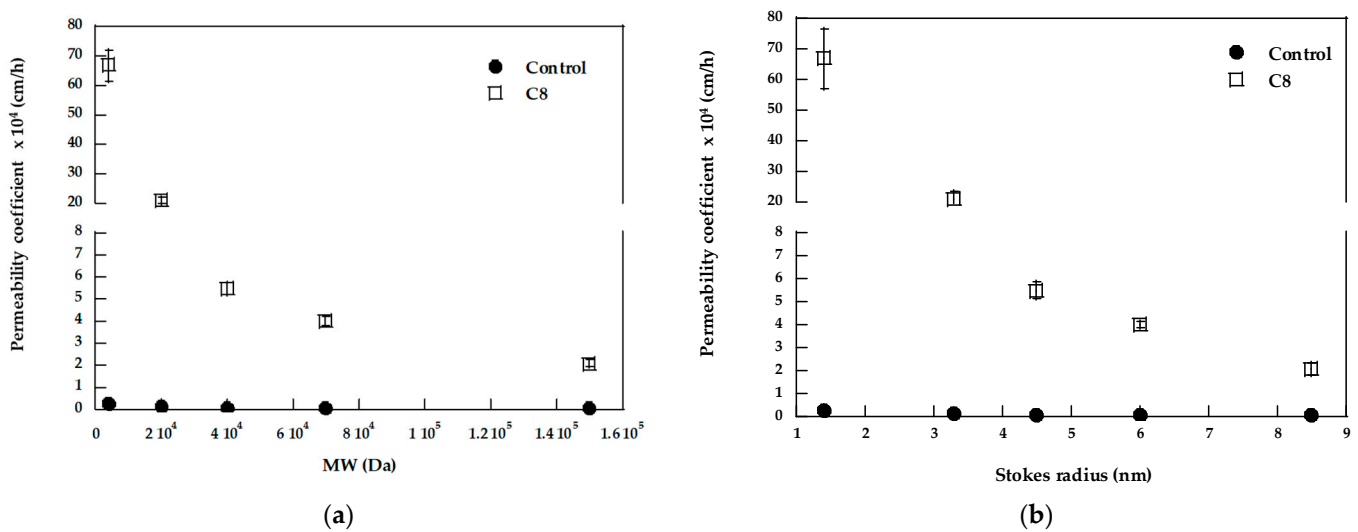 80
70
60
50
40
30
20
8
7
6
5
4
3
2
1
0
Permeability coefficient x 10⁴ (cm/h)
Control
C8
0 2 10⁴ 4 10⁴ 6 10⁴ 8 10⁴ 1 10⁵ 1.2 10⁵ 1.4 10⁵ 1.6 10⁵
MW (Da)
(a)
80
70
60
50
40
30
20
8
7
6
5
4
3
2
1
0
Permeability coefficient x 10⁴ (cm/h)
Control
C8
1 2 3 4 5 6 7 8 9
Stokes radius (nm)
(b)